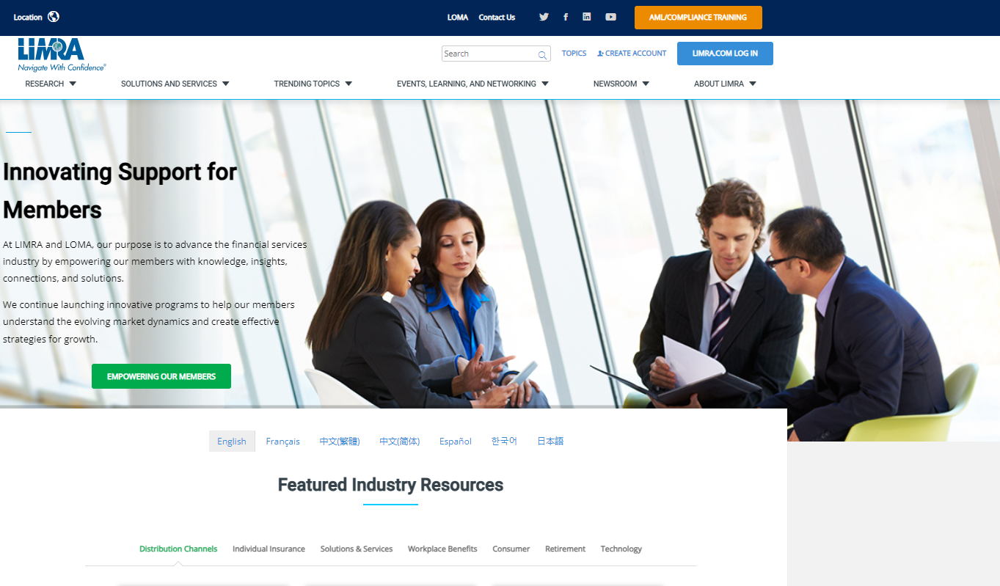 Location
LOMA Contact Us
AML/COMPLIANCE TRAINING
LIMRA
Navigate With Confidence®
Search
TOPICS
CREATE ACCOUNT
LIMRA.COM LOG IN
RESEARCH
SOLUTIONS AND SERVICES
TRENDING TOPICS
EVENTS, LEARNING, AND NETWORKING
NEWSROOM
ABOUT LIMRA
Innovating Support for
Members
At LIMRA and LOMA, our purpose is to advance the financial services
industry by empowering our members with knowledge, insights,
connections, and solutions.
We continue launching innovative programs to help our members
understand the evolving market dynamics and create effective
strategies for growth.
EMPOWERING OUR MEMBERS
English Français 中文(繁體) 中文(简体) Español 한국어 日本語
Featured Industry Resources
Distribution Channels Individual Insurance Solutions & Services Workplace Benefits Consumer Retirement Technology